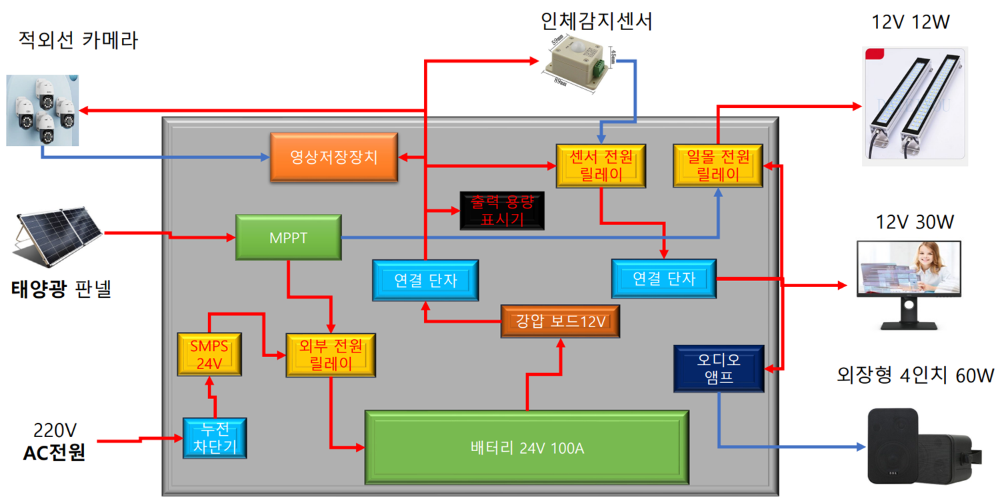 인체감지센서
12V 12W
적외선 카메라
59mm
45mm
89mm
영상저장장치
센서 전원
릴레이
일몰 전원
릴레이
출력 용량
표시기
MPPT
12V 30W
태양광 판넬
연결 단자
연결 단자
강압 보드12V
SMPS
24V
외부 전원
릴레이
오디오
앰프
외장형 4인치 60W
220V
AC전원
누전
차단기
배터리 24V 100A